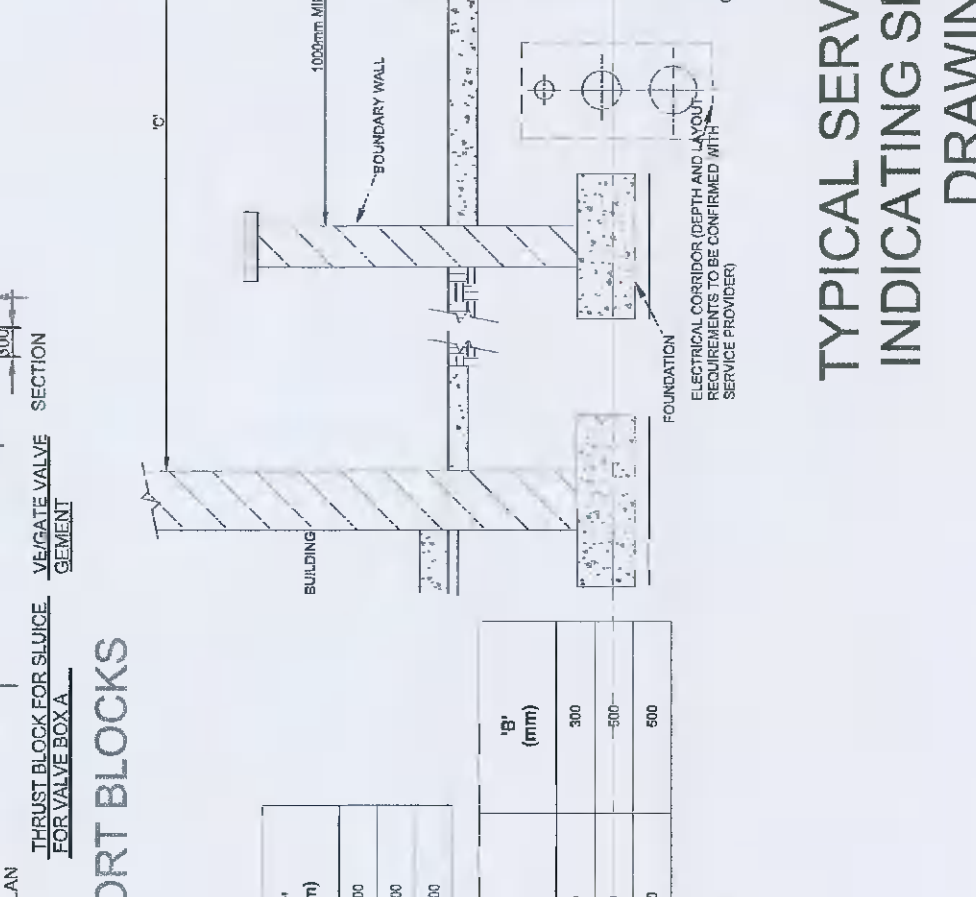 300
SECTION
VE/GATE VALVE
GEMENT
THRUST BLOCK FOR SLUICE
FOR VALVE BOX A
LAN
ORT BLOCKS
'C'
1000mm MI
BOUNDARY WALL
BUILDING
FOUNDATION
ELECTRICAL CORRIDOR (DEPTH AND LAYOUT
REQUIREMENTS TO BE CONFIRMED WITH
SERVICE PROVIDER)
'B'
(mm)
300
500
500
TYPICAL SERV
INDICATING
DRAWIN